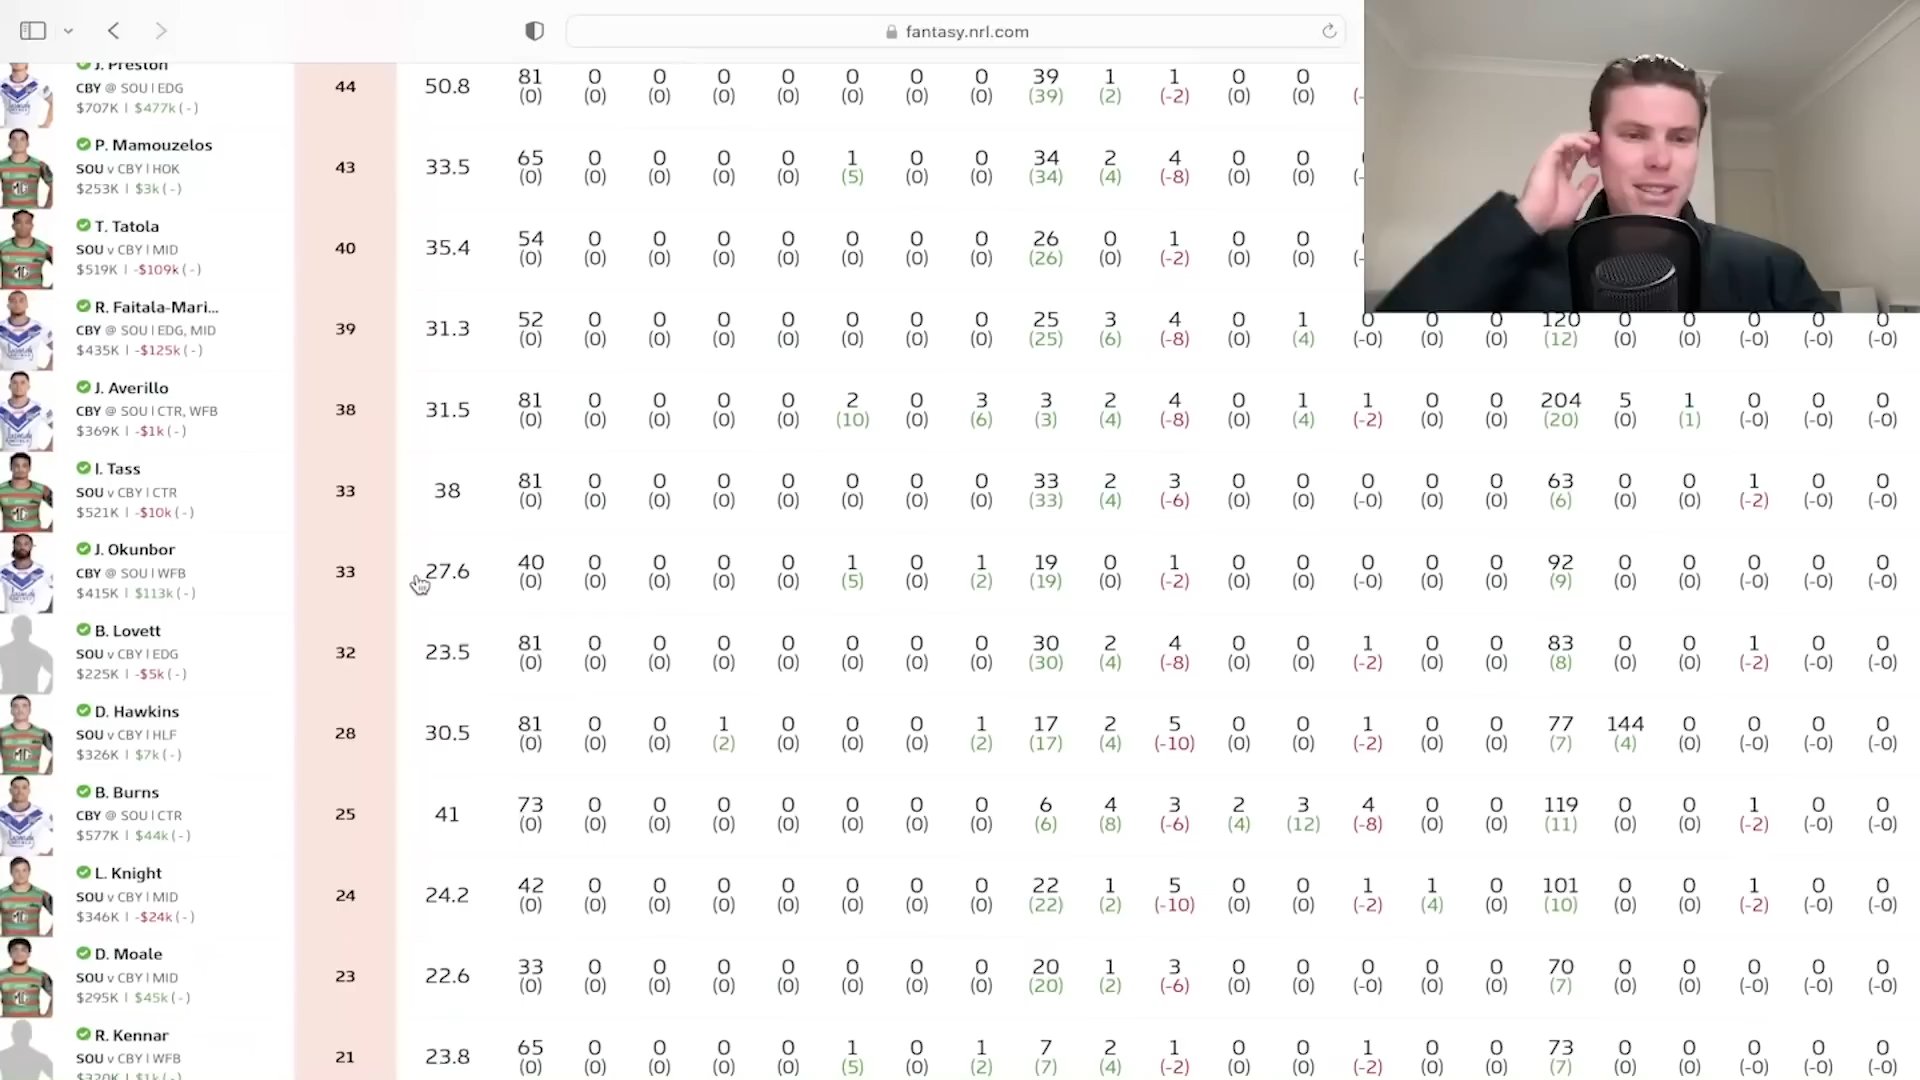 fantasy.nrl.com
J. Preston
CBY @ SOU | EDG
$707K | $477k ( - )
44 50.8 81 0 0 0 0 0 0 0 39 1 1 0 0
(0) (0) (0) (0) (0) (0) (0) (0) (39) (2) (-2) (0) (0) (-
P. Mamouzelos
SOU v CBY | HOK
$253K | $3k ( - )
43 33.5 65 0 0 0 0 1 0 0 34 2 4 0 0
(0) (0) (0) (0) (0) (5) (0) (0) (34) (4) (-8) (0) (0) (-
T. Tatola
SOU v CBY | MID
$519K | -$109k ( - )
40 35.4 54 0 0 0 0 0 0 0 26 0 1 0 0
(0) (0) (0) (0) (0) (0) (0) (0) (26) (0) (-2) (0) (0) (-
R. Faitala-Mari...
CBY @ SOU | EDG, MID
$435K | -$125k ( - )
39 31.3 52 0 0 0 0 0 0 0 25 3 4 0 1 0 0 0 120 0 0 0 0 0
(0) (0) (0) (0) (0) (0) (0) (0) (25) (6) (-8) (0) (4) (-0) (0) (0) (12) (0) (0) (-0) (-0) (-0)
J. Averillo
CBY @ SOU | CTR, WFB
$369K | -$1k ( - )
38 31.5 81 0 0 0 0 2 0 3 3 2 4 0 1 1 0 0 204 5 1 0 0 0
(0) (0) (0) (0) (0) (10) (0) (6) (3) (4) (-8) (0) (4) (-2) (0) (0) (20) (0) (1) (-0) (-0) (-0)
I. Tass
SOU v CBY | CTR
$521K | -$10k ( - )
33 38 81 0 0 0 0 0 0 0 33 2 3 0 0 0 0 0 63 0 0 1 0 0
(0) (0) (0) (0) (0) (0) (0) (0) (33) (4) (-6) (0) (0) (-0) (0) (0) (6) (0) (0) (-2) (-0) (-0)
J. Okunbor
CBY @ SOU | WFB
$415K | $113k ( - )
33 27.6 40 0 0 0 0 1 0 1 19 0 1 0 0 0 0 0 92 0 0 0 0 0
(0) (0) (0) (0) (0) (5) (0) (2) (19) (0) (-2) (0) (0) (-0) (0) (0) (9) (0) (0) (-0) (-0) (-0)
B. Lovett
SOU v CBY | EDG
$225K | -$5k ( - )
32 23.5 81 0 0 0 0 0 0 0 30 2 4 0 0 1 0 0 83 0 0 1 0 0
(0) (0) (0) (0) (0) (0) (0) (0) (30) (4) (-8) (0) (0) (-2) (0) (0) (8) (0) (0) (-2) (-0) (-0)
D. Hawkins
SOU v CBY | HLF
$326K | $7k ( - )
28 30.5 81 0 0 1 0 0 0 1 17 2 5 0 0 1 0 0 77 144 0 0 0 0
(0) (0) (0) (2) (0) (0) (0) (2) (17) (4) (-10) (0) (0) (-2) (0) (0) (7) (4) (0) (-0) (-0) (-0)
B. Burns
CBY @ SOU | CTR
$577K | $44k ( - )
25 41 73 0 0 0 0 0 0 0 6 4 3 2 3 4 0 0 119 0 0 1 0 0
(0) (0) (0) (0) (0) (0) (0) (0) (6) (8) (-6) (4) (12) (-8) (0) (0) (11) (0) (0) (-2) (-0) (-0)
L. Knight
SOU v CBY | MID
$346K | -$24k ( - )
24 24.2 42 0 0 0 0 0 0 0 22 1 5 0 0 1 1 0 101 0 0 1 0 0
(0) (0) (0) (0) (0) (0) (0) (0) (22) (2) (-10) (0) (0) (-2) (4) (0) (10) (0) (0) (-2) (-0) (-0)
D. Moale
SOU v CBY | MID
$295K | $45k ( - )
23 22.6 33 0 0 0 0 0 0 0 20 1 3 0 0 0 0 0 70 0 0 0 0 0
(0) (0) (0) (0) (0) (0) (0) (0) (20) (2) (-6) (0) (0) (-0) (0) (0) (7) (0) (0) (-0) (-0) (-0)
R. Kennar
SOU v CBY | WFB
$320K | $1k ( - )
21 23.8 65 0 0 0 0 1 0 1 7 2 1 0 0 1 0 0 73 0 0 0 0 0
(0) (0) (0) (0) (0) (5) (0) (2) (7) (4) (-2) (0) (0) (-2) (0) (0) (7) (0) (0) (-0) (-0) (-0)